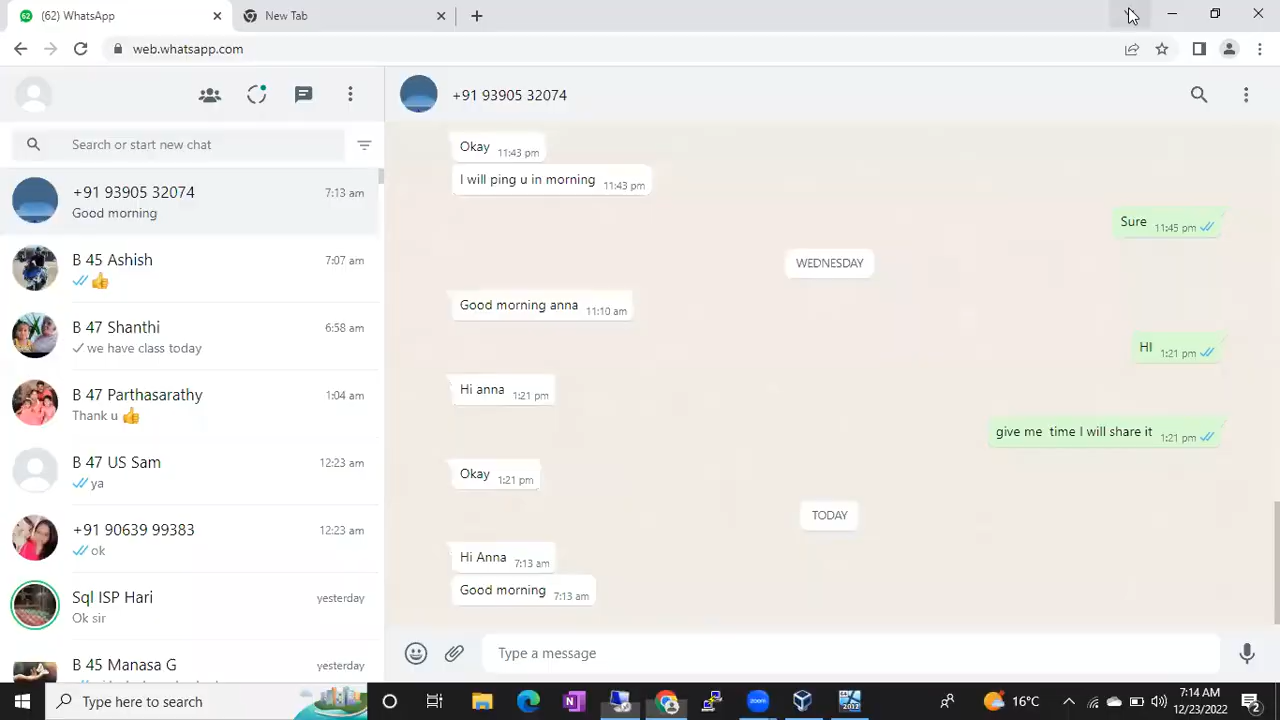 (62) WhatsApp
New Tab
web.whatsapp.com
+91 93905 32074
Search or start new chat
+91 93905 32074 7:13 am
Good morning
B 45 Ashish 7:07 am
👍
B 47 Shanthi 6:58 am
we have class today
B 47 Parthasarathy 1:04 am
Thank u 👍
B 47 US Sam 12:23 am
ya
+91 90639 99383 12:23 am
ok
Sql ISP Hari yesterday
Ok sir
B 45 Manasa G yesterday
Okay 11:43 pm
I will ping u in morning 11:43 pm
Sure 11:45 pm
WEDNESDAY
Good morning anna 11:10 am
HI 1:21 pm
Hi anna 1:21 pm
give me time I will share it 1:21 pm
Okay 1:21 pm
TODAY
Hi Anna 7:13 am
Good morning 7:13 am
Type a message
Type here to search
zoom
2012
16°C
7:14 AM
12/23/2022
2